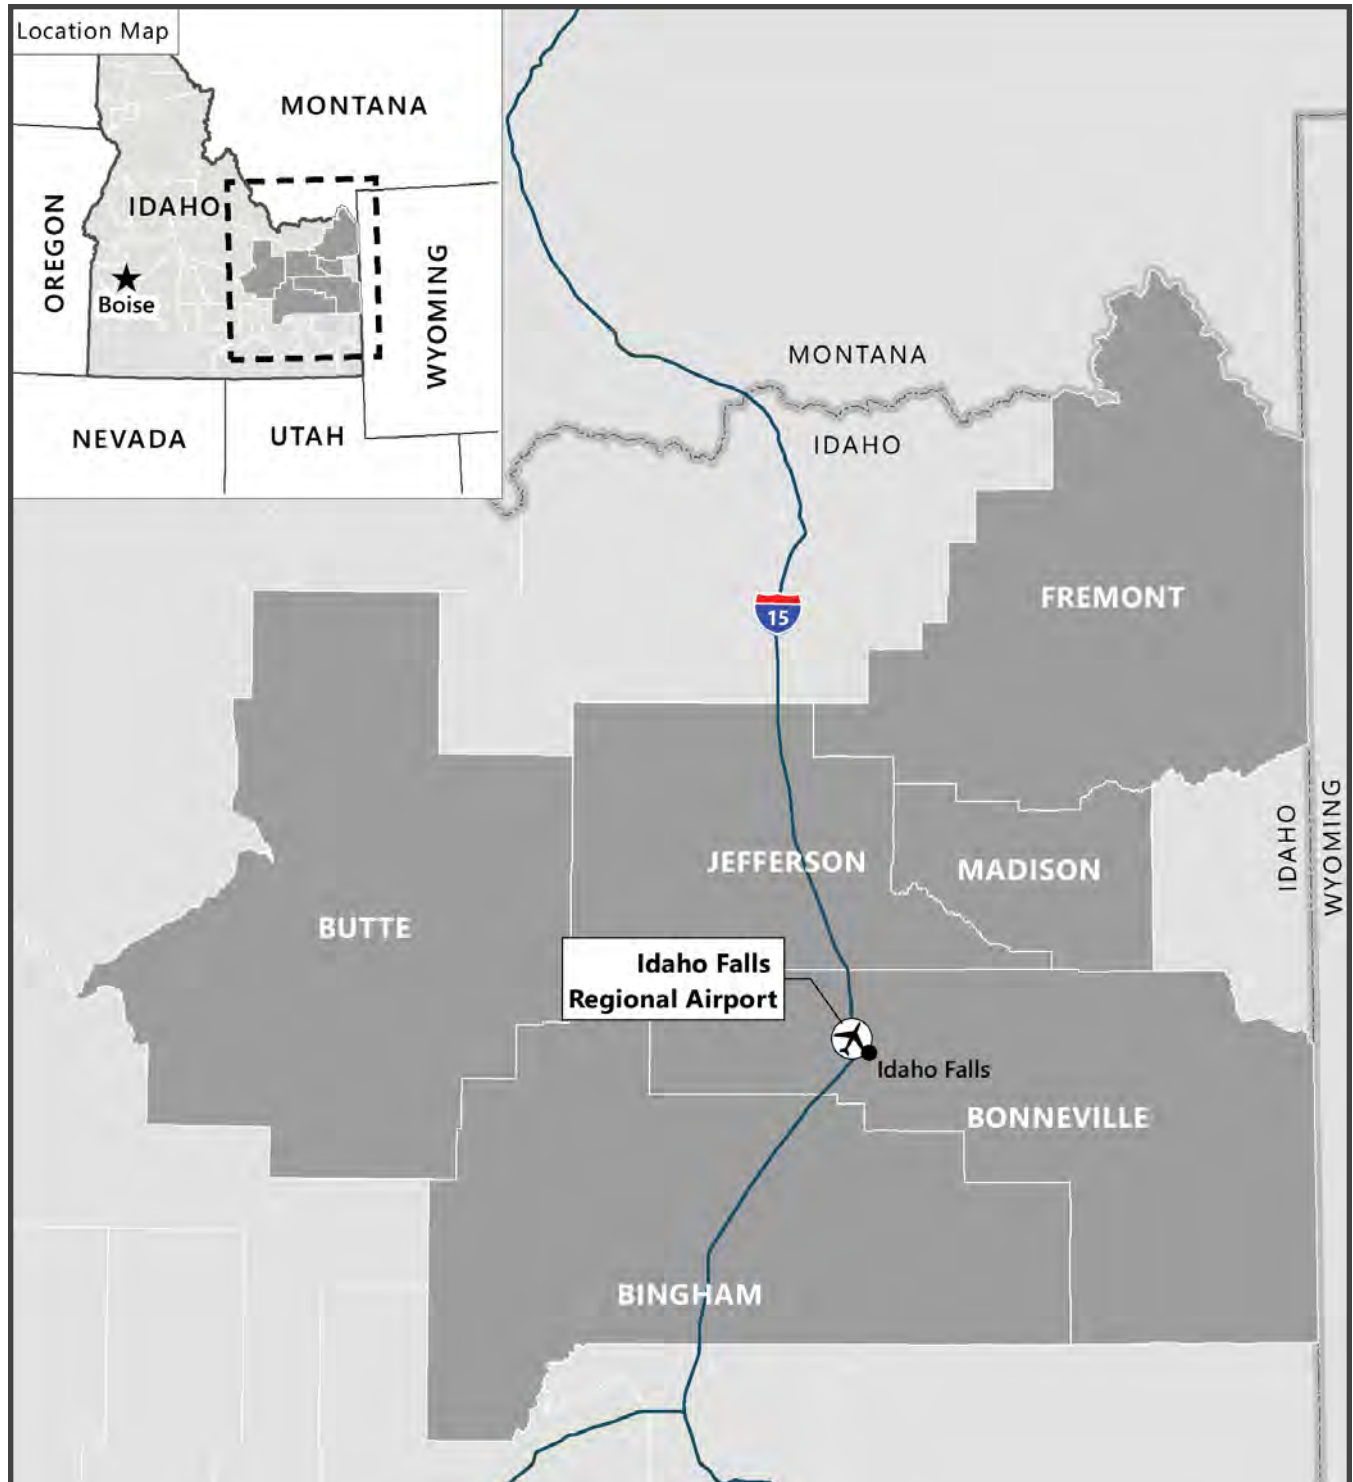 Location Map
MONTANA
IDAHO
OREGON
WYOMING
Boise
NEVADA
UTAH
MONTANA
IDAHO
15
FREMONT
JEFFERSON
MADISON
IDAHO
WYOMING
BUTTE
Idaho Falls
Regional Airport
Idaho Falls
BONNEVILLE
BINGHAM